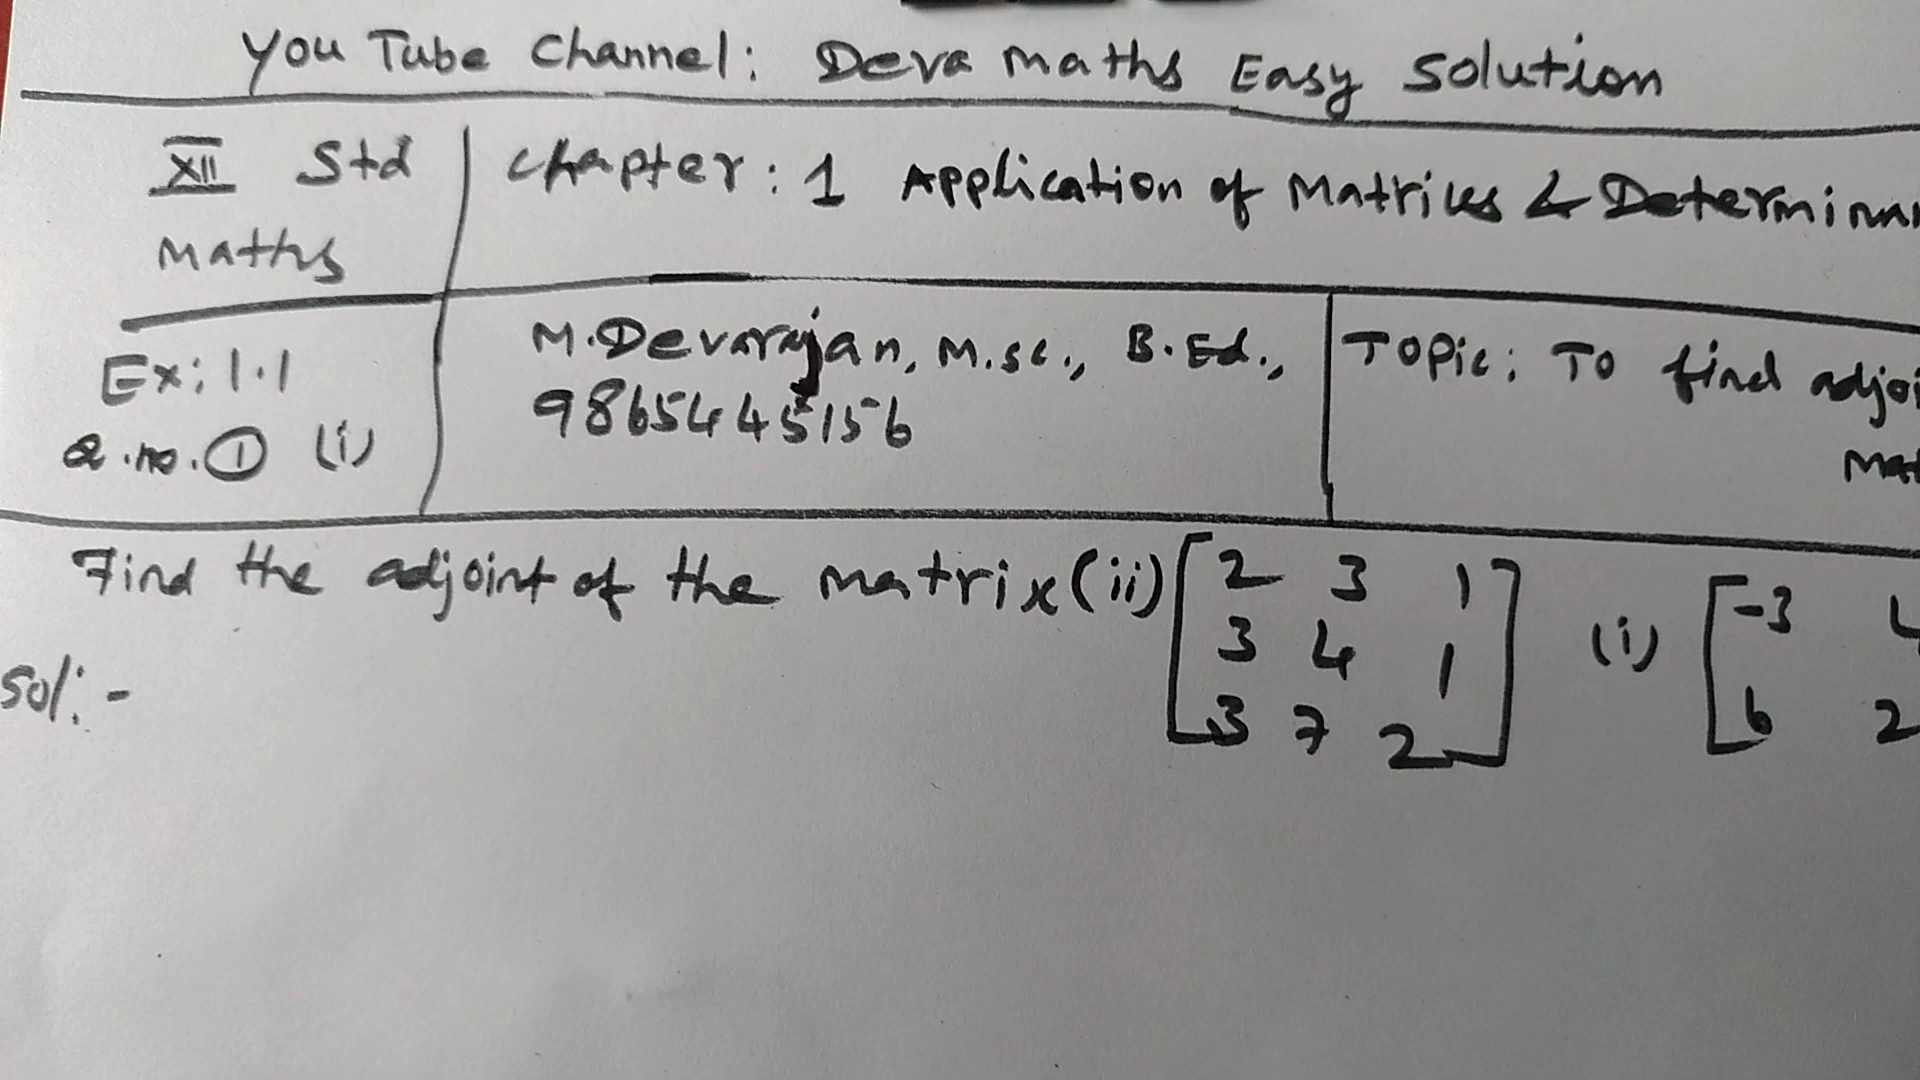 You Tube Channel: Deva maths Easy Solution
XII Std
Maths
Chapter: 1 Application of Matrices & Determinan
Ex: 1.1
Q.no. 1 (i)
M.Devarajan, M.sc., B.Ed.,
9865445156
Topic: To find adjoi
Mat
Find the adjoint of the matrix (ii) [2 3 1
3 4 1
3 7 2] (i) [-3 4
6 2
Sol:-